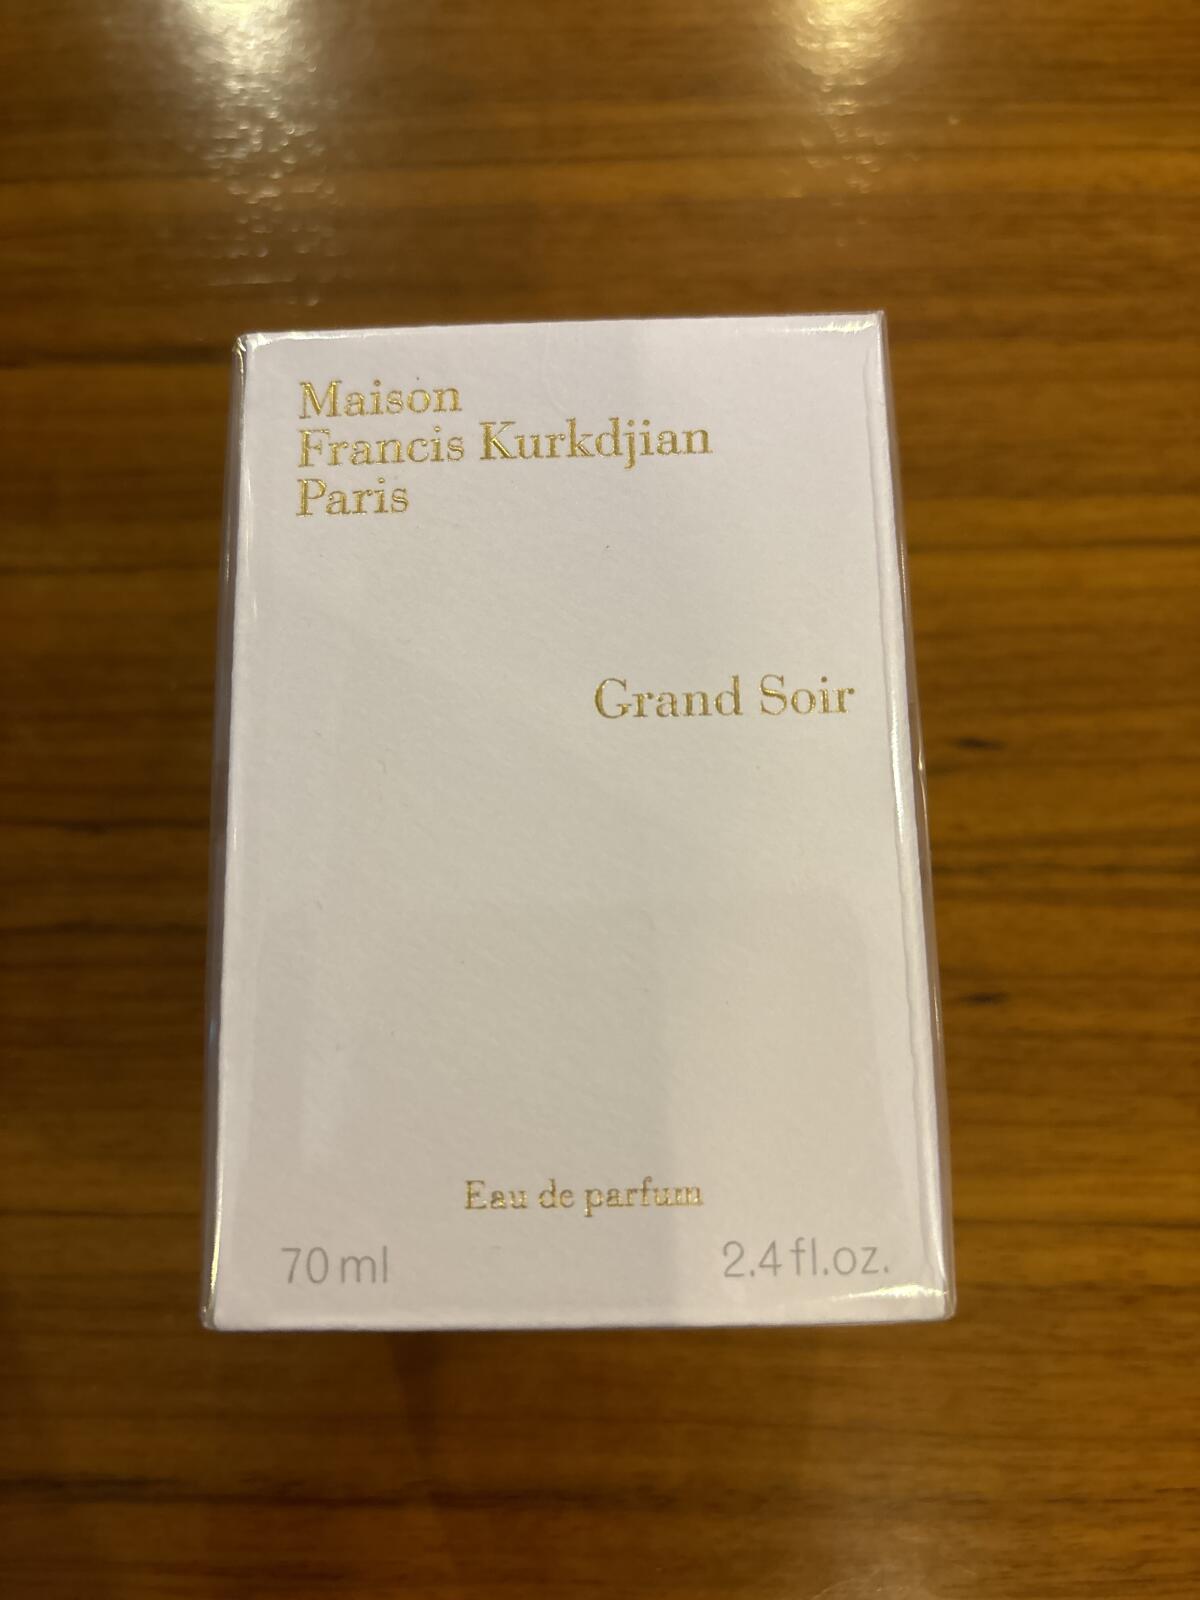 Maison
Francis Kurkdjian
Paris
Grand Soir
Eau de parfum
70 ml 2.4 fl.oz.